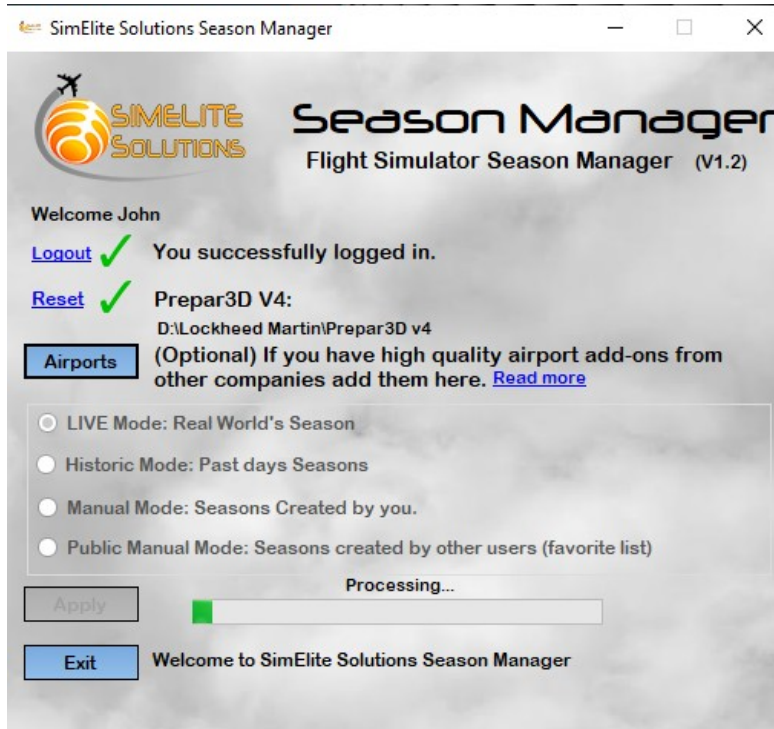 SimElite Solutions Season Manager
SIMELITE
SOLUTIONS
Season Manager
Flight Simulator Season Manager (V1.2)
Welcome John
Logout You successfully logged in.
Reset Prepar3D V4:
D:\Lockheed Martin\Prepar3D v4
Airports (Optional) If you have high quality airport add-ons from
other companies add them here. Read more
LIVE Mode: Real World's Season
Historic Mode: Past days Seasons
Manual Mode: Seasons Created by you.
Public Manual Mode: Seasons created by other users (favorite list)
Processing...
Apply
Exit Welcome to SimElite Solutions Season Manager